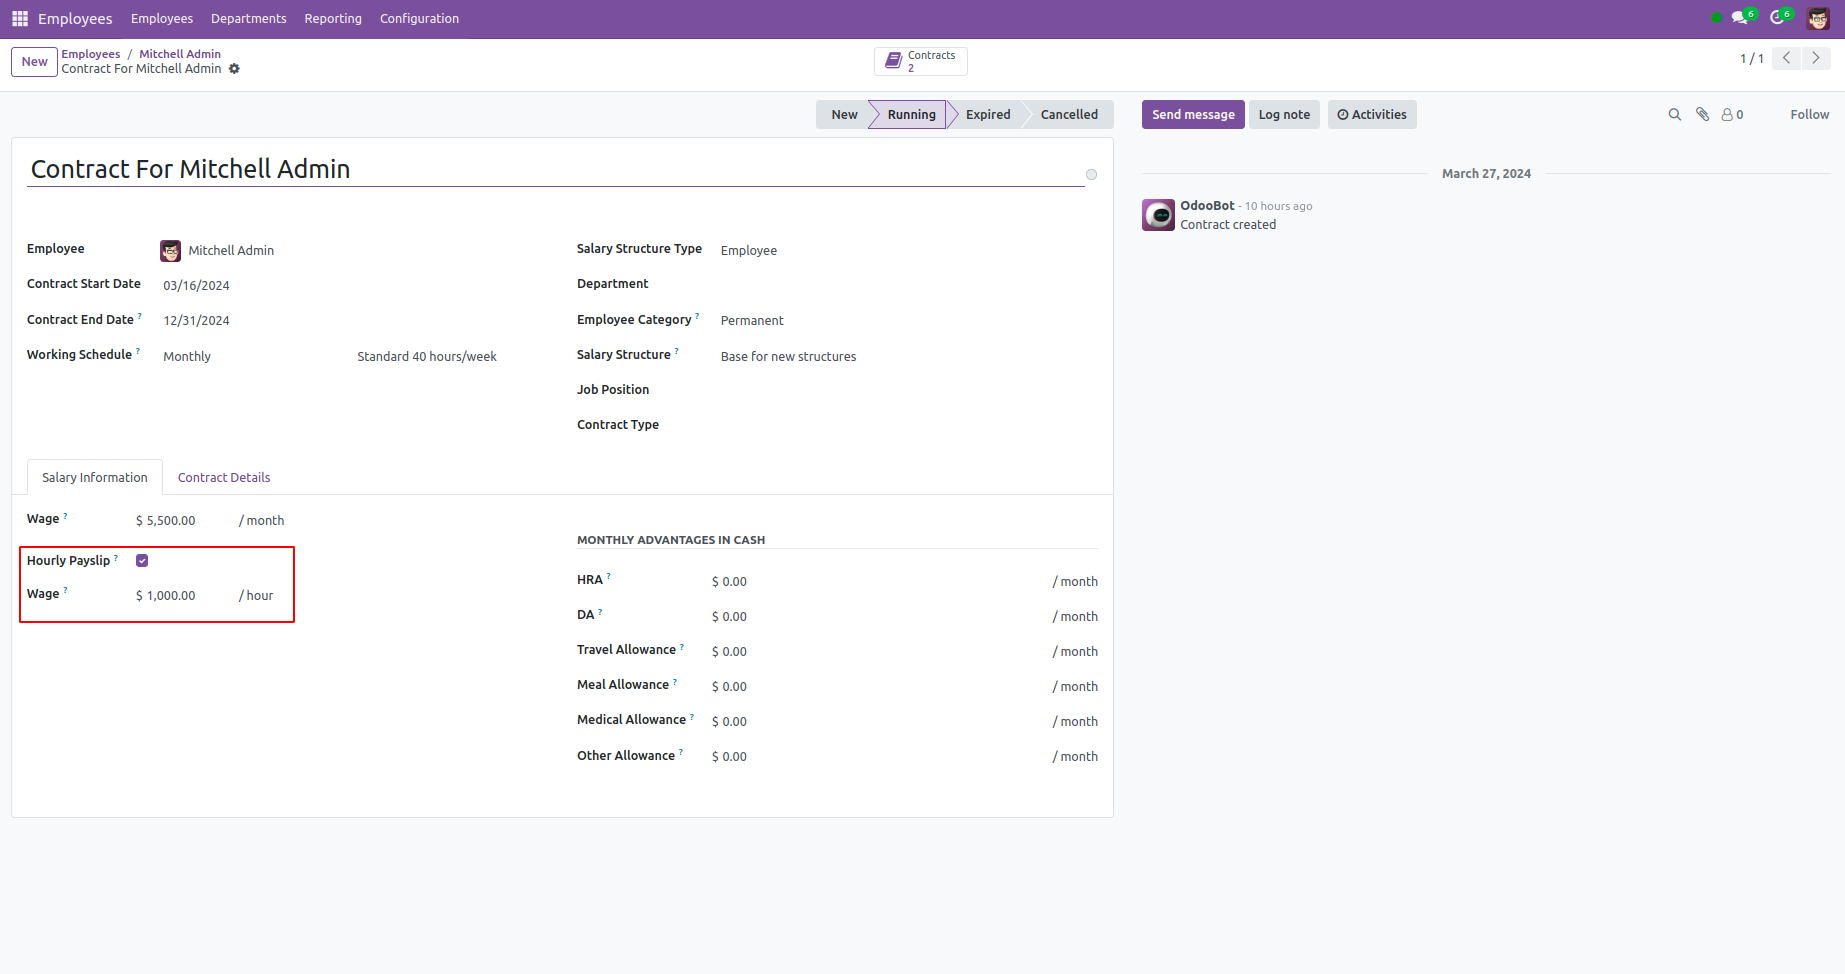 Employees Employees Departments Reporting Configuration 6 6
New Employees / Mitchell Admin
Contract For Mitchell Admin
Contracts
2
1 / 1
New Running Expired Cancelled
Send message Log note Activities 0 Follow
Contract For Mitchell Admin
March 27, 2024
OdooBot - 10 hours ago
Contract created
Employee Mitchell Admin
Contract Start Date 03/16/2024
Contract End Date ? 12/31/2024
Working Schedule ? Monthly Standard 40 hours/week
Salary Structure Type Employee
Department
Employee Category ? Permanent
Salary Structure ? Base for new structures
Job Position
Contract Type
Salary Information Contract Details
Wage ? $ 5,500.00 / month
Hourly Payslip ?
Wage ? $ 1,000.00 / hour
MONTHLY ADVANTAGES IN CASH
HRA ? $ 0.00 / month
DA ? $ 0.00 / month
Travel Allowance ? $ 0.00 / month
Meal Allowance ? $ 0.00 / month
Medical Allowance ? $ 0.00 / month
Other Allowance ? $ 0.00 / month